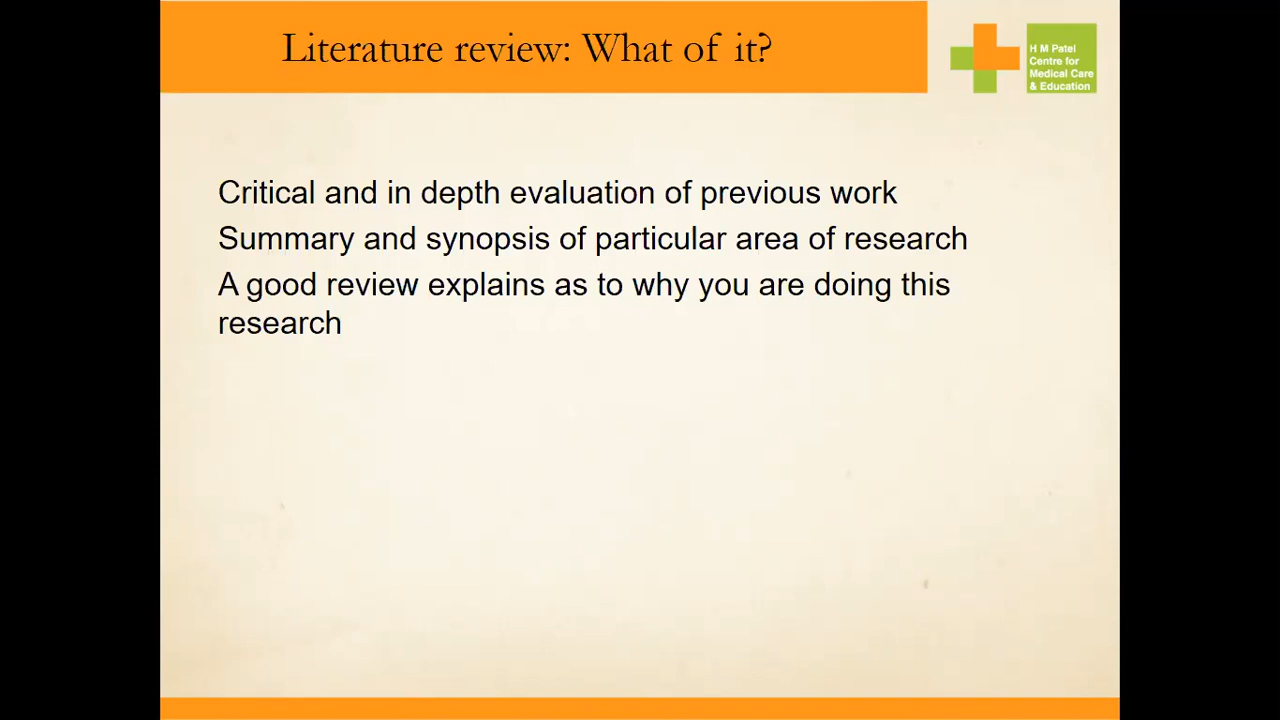 Literature review: What of it?
H M Patel
Centre for
Medical Care
& Education
Critical and in depth evaluation of previous work
Summary and synopsis of particular area of research
A good review explains as to why you are doing this
research